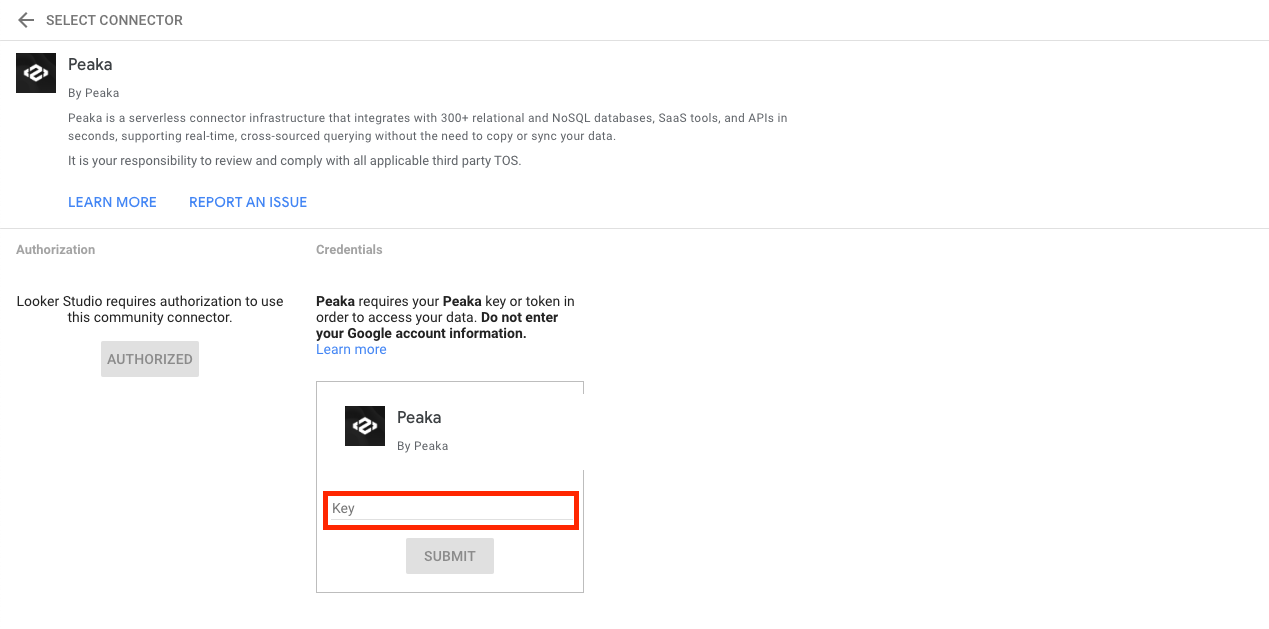 SELECT CONNECTOR
Peaka
By Peaka
Peaka is a serverless connector infrastructure that integrates with 300+ relational and NoSQL databases, SaaS tools, and APIs in
seconds, supporting real-time, cross-sourced querying without the need to copy or sync your data.
It is your responsibility to review and comply with all applicable third party TOS.
LEARN MORE REPORT AN ISSUE
Authorization
Looker Studio requires authorization to use
this community connector.
AUTHORIZED
Credentials
Peaka requires your Peaka key or token in
order to access your data. Do not enter
your Google account information.
Learn more
Peaka
By Peaka
Key
SUBMIT